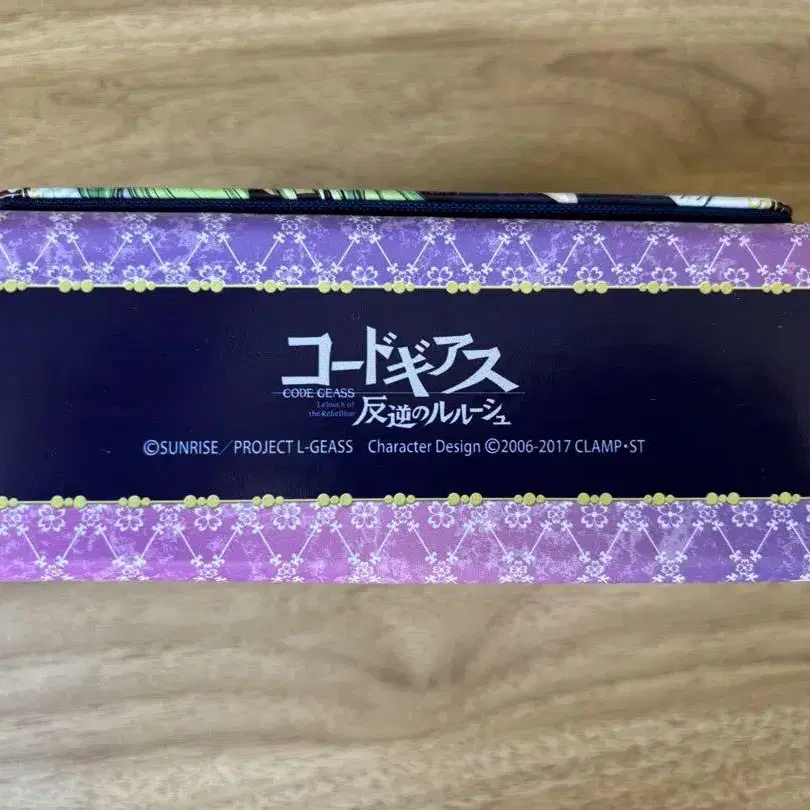 コードギアス
CODE GEASS
Lelouch of
the Rebellion
反逆のルルーシュ
©SUNRISE／PROJECT L-GEASS Character Design ©2006-2017 CLAMP・ST